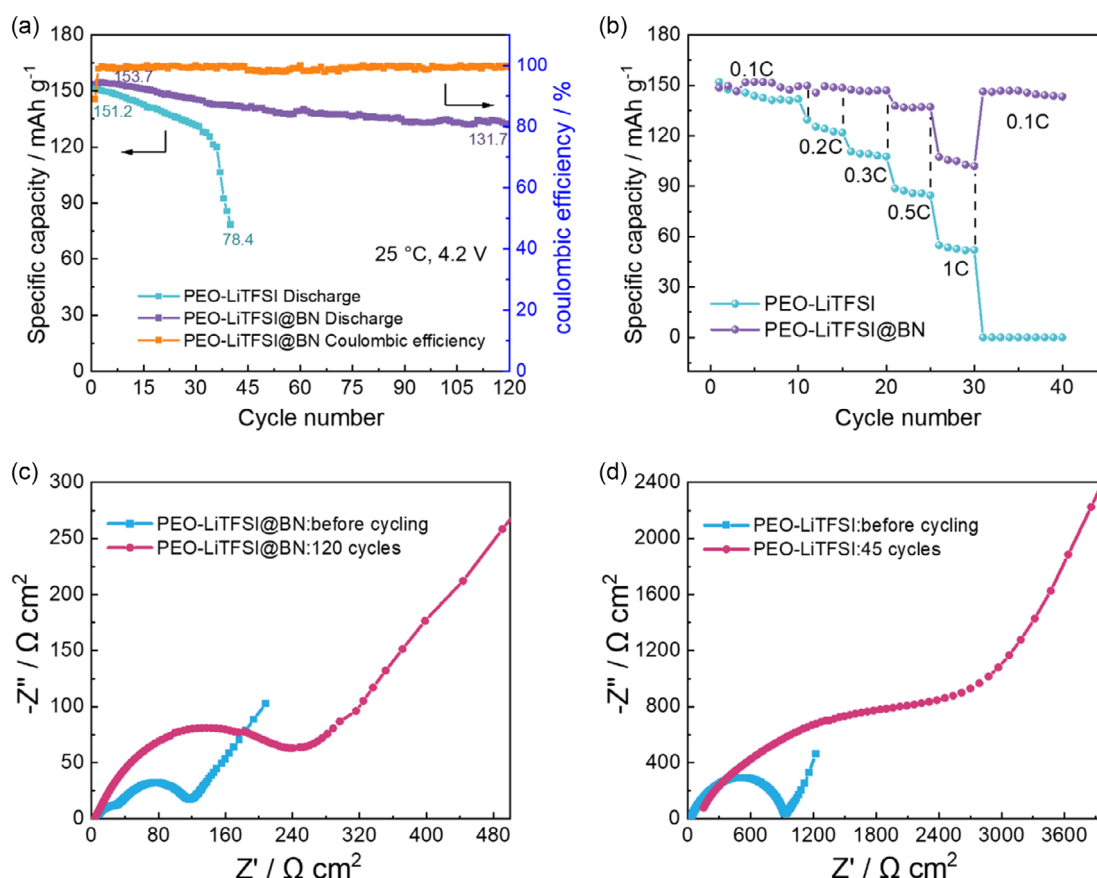 (a)
180
150
120
90
60
30
0
Specific capacity / mAh g⁻¹
153.7
151.2
131.7
78.4
25 °C, 4.2 V
PEO-LiTFSI Discharge
PEO-LiTFSI@BN Discharge
PEO-LiTFSI@BN Coulombic efficiency
100
80
60
40
20
0
coulombic efficiency / %
0 15 30 45 60 75 90 105 120
Cycle number
(b)
180
150
120
90
60
30
0
Specific capacity / mAh g⁻¹
0.1C
0.2C
0.3C
0.5C
1C
0.1C
PEO-LiTFSI
PEO-LiTFSI@BN
0 10 20 30 40
Cycle number
(c)
300
250
200
150
100
50
0
-Z" / Ω cm²
PEO-LiTFSI@BN:before cycling
PEO-LiTFSI@BN:120 cycles
0 80 160 240 320 400 480
Z' / Ω cm²
(d)
2400
2000
1600
1200
800
400
0
-Z" / Ω cm²
PEO-LiTFSI:before cycling
PEO-LiTFSI:45 cycles
0 600 1200 1800 2400 3000 3600
Z' / Ω cm²